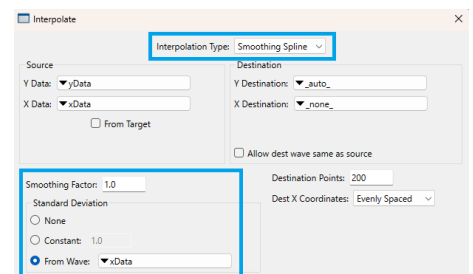 Interpolate
Interpolation Type: Smoothing Spline
Source
Destination
Y Data: yData
Y Destination: _auto_
X Data: xData
X Destination: _none_
From Target
Allow dest wave same as source
Smoothing Factor: 1.0
Destination Points: 200
Standard Deviation
Dest X Coordinates: Evenly Spaced
None
Constant: 1.0
From Wave: xData